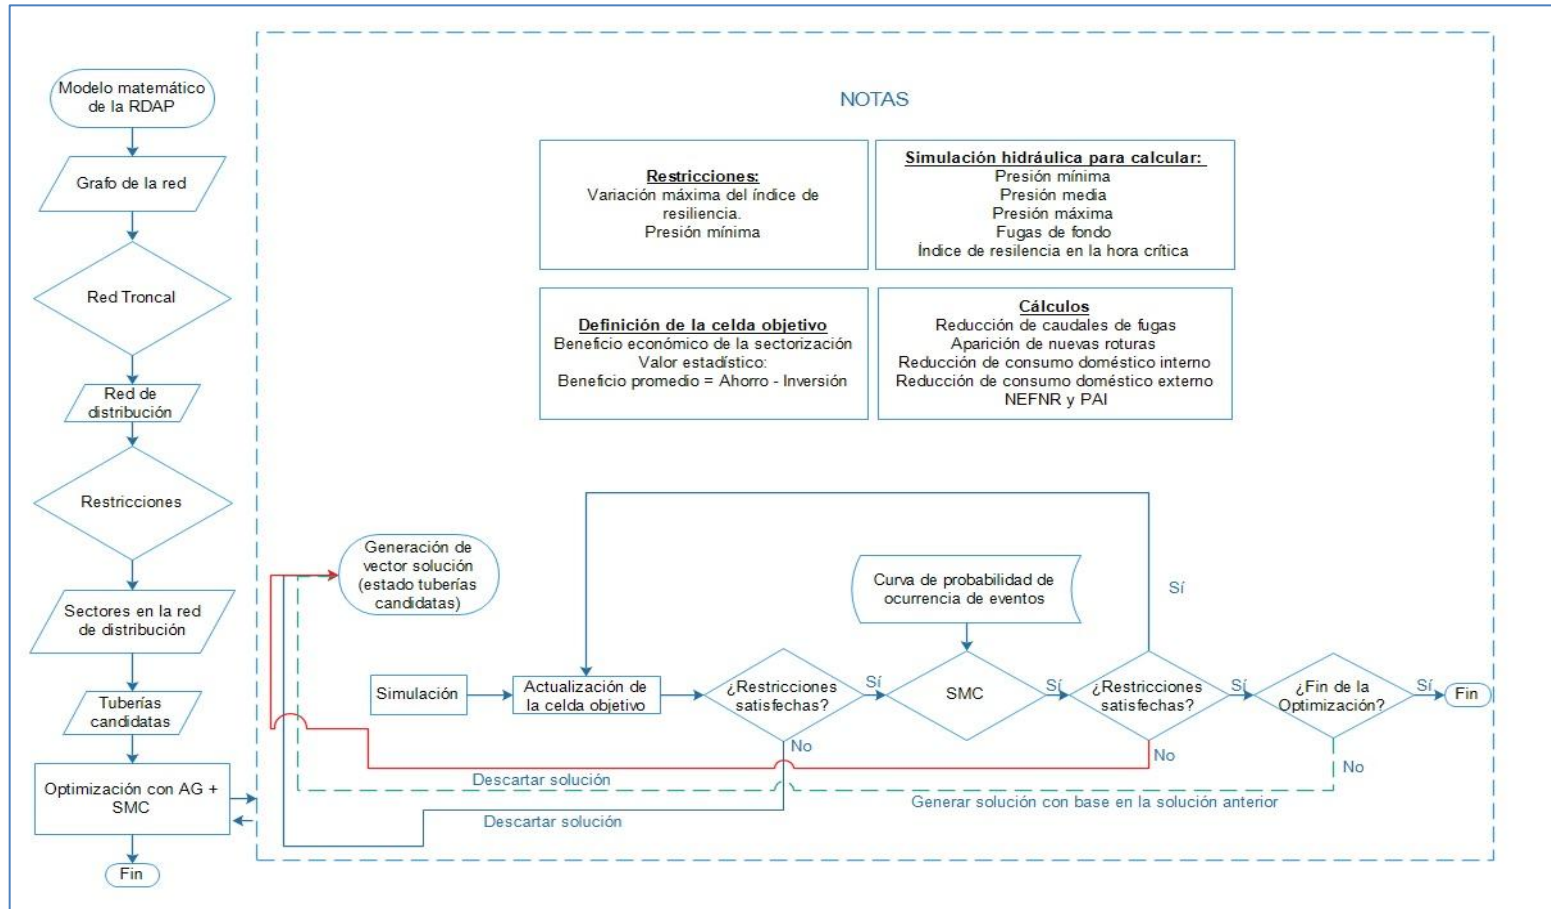 Modelo matemático
de la RDAP
Grafo de la red
Red Troncal
Red de
distribución
Restricciones
Sectores en la red
de distribución
Tuberías
candidatas
Optimización con AG +
SMC
Fin
NOTAS
Restricciones:
Variación máxima del índice de
resiliencia.
Presión mínima
Simulación hidráulica para calcular:
Presión mínima
Presión media
Presión máxima
Fugas de fondo
Índice de resilencia en la hora crítica
Definición de la celda objetivo
Beneficio económico de la sectorización
Valor estadístico:
Beneficio promedio = Ahorro - Inversión
Cálculos
Reducción de caudales de fugas
Aparición de nuevas roturas
Reducción de consumo doméstico interno
Reducción de consumo doméstico externo
NEFNR y PAI
Generación de
vector solución
(estado tuberías
candidatas)
Curva de probabilidad de
ocurrencia de eventos
Sí
Simulación
Actualización de
la celda objetivo
¿Restricciones
satisfechas?
Sí
SMC
Sí
¿Restricciones
satisfechas?
Sí
¿Fin de la
Optimización?
Sí
Fin
No
No
No
Descartar solución
Generar solución con base en la solución anterior
Descartar solución